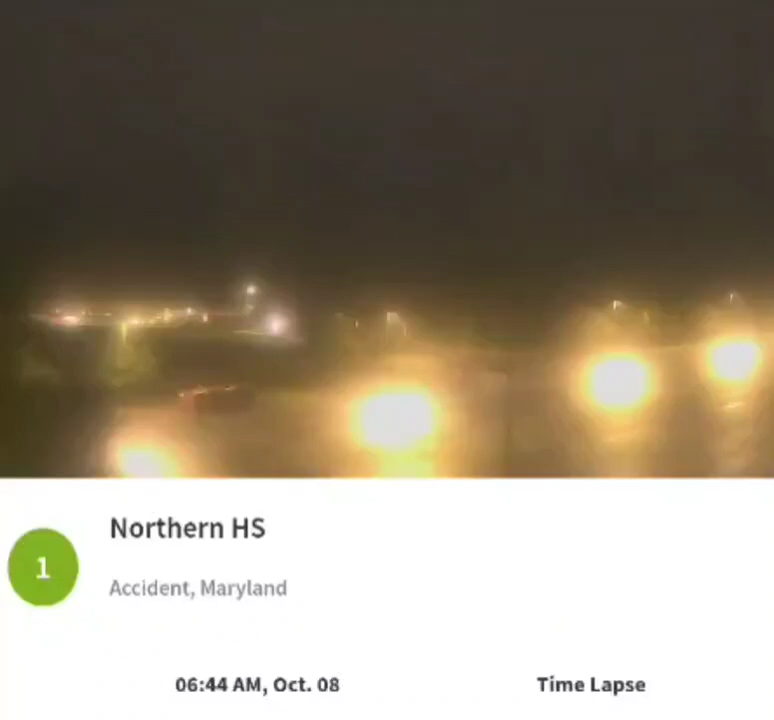 Northern HS
1
Accident, Maryland
06:44 AM, Oct. 08
Time Lapse